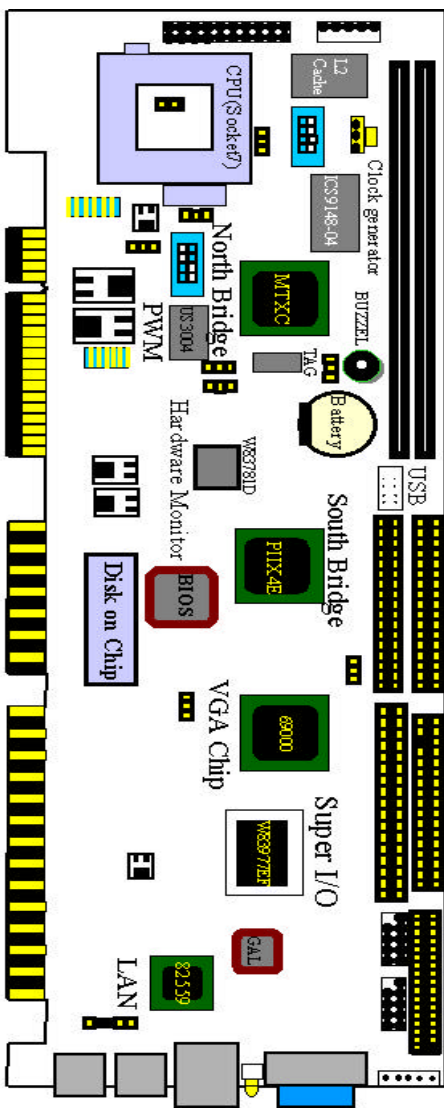 L2
Cache
CPU(Socket7)
Clock generator
ICS9148-04
North Bridge
MTXC
BUZZEL
US3004
PWM
TAG
Battery
USB
W83781D
Hardware Monitor
South Bridge
PIIX4E
BIOS
Disk on Chip
VGA Chip
69000
Super I/O
W83977EF
GAL
LAN
82559